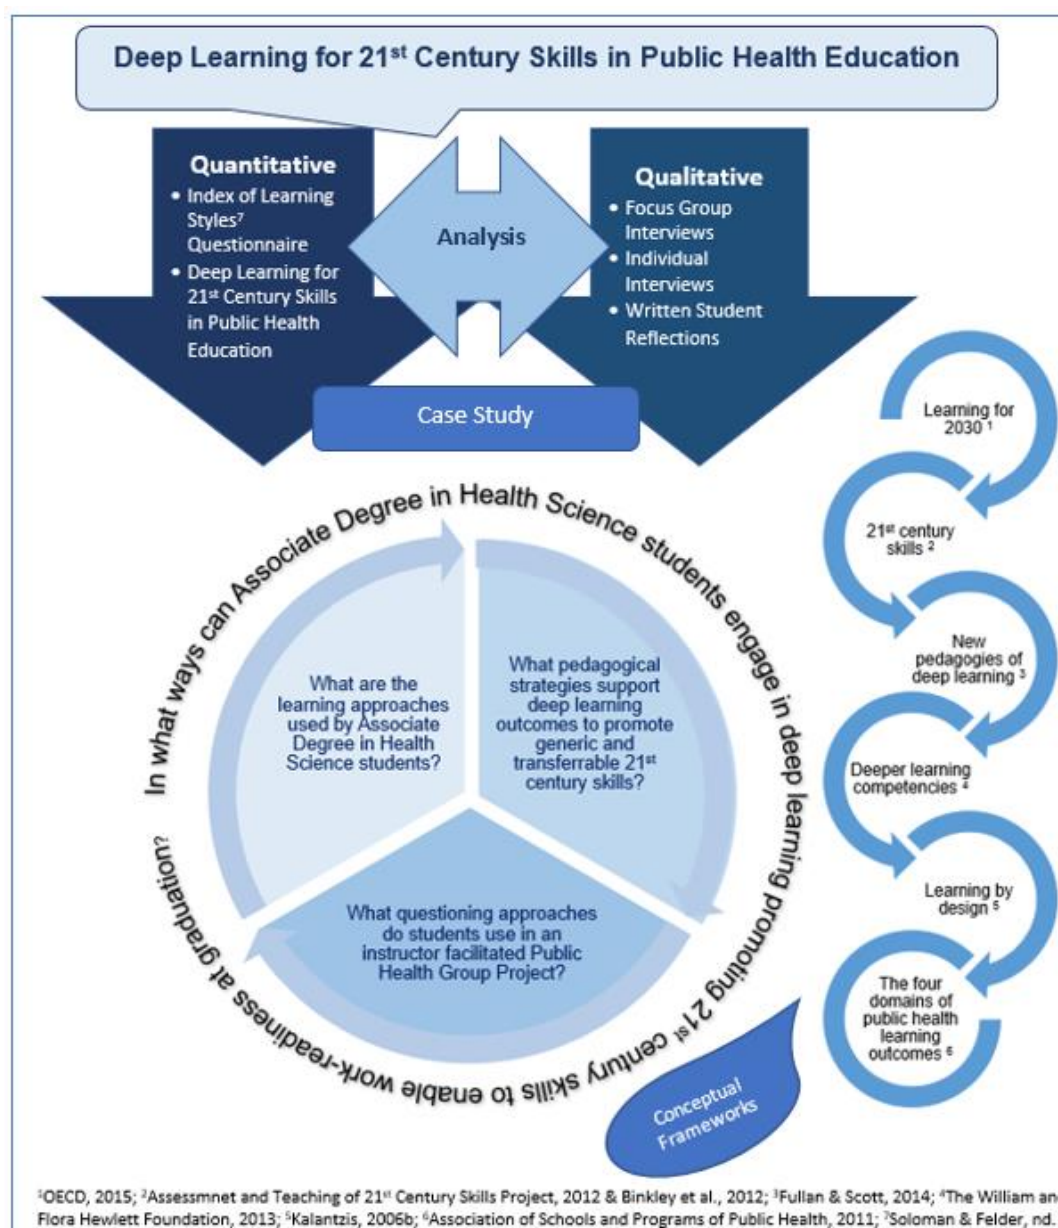 Deep Learning for 21st Century Skills in Public Health Education
Quantitative
• Index of Learning
Styles⁷
Questionnaire
• Deep Learning for
21st Century Skills
in Public Health
Education
Analysis
Qualitative
• Focus Group
Interviews
• Individual
Interviews
• Written Student
Reflections
Case Study
In what ways can Associate Degree in Health Science students engage in deep learning promoting 21st century skills to enable work-readiness at graduation?
What are the
learning approaches
used by Associate
Degree in Health
Science students?
What pedagogical
strategies support
deep learning
outcomes to promote
generic and
transferrable 21st
century skills?
What questioning approaches
do students use in an
instructor facilitated Public
Health Group Project?
Conceptual
Frameworks
Learning for
2030 ¹
21st century
skills ²
New
pedagogies of
deep learning ³
Deeper learning
competencies ⁴
Learning by
design ⁵
The four
domains of
public health
learning
outcomes ⁶
¹OECD, 2015; ²Assessmnet and Teaching of 21st Century Skills Project, 2012 & Binkley et al., 2012; ³Fullan & Scott, 2014; ⁴The William an
Flora Hewlett Foundation, 2013; ⁵Kalantzis, 2006b; ⁶Association of Schools and Programs of Public Health, 2011; ⁷Soloman & Felder, nd